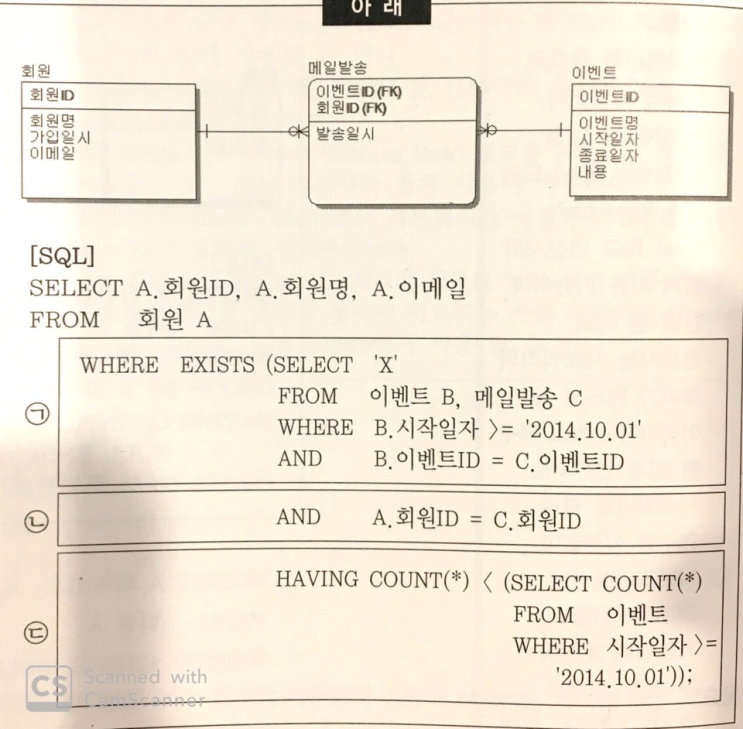 아 래
회원
회원ID
회원명
가입일시
이메일
메일발송
이벤트ID (FK)
회원ID (FK)
발송일시
이벤트
이벤트ID
이벤트명
시작일자
종료일자
내용
[SQL]
SELECT A.회원ID, A.회원명, A.이메일
FROM 회원 A
㉠
WHERE EXISTS (SELECT 'X'
FROM 이벤트 B, 메일발송 C
WHERE B.시작일자 >= '2014.10.01'
AND B.이벤트ID = C.이벤트ID
㉡
AND A.회원ID = C.회원ID
㉢
HAVING COUNT(*) < (SELECT COUNT(*)
FROM 이벤트
WHERE 시작일자 >=
'2014.10.01'));
CS Scanned with
CamScanner